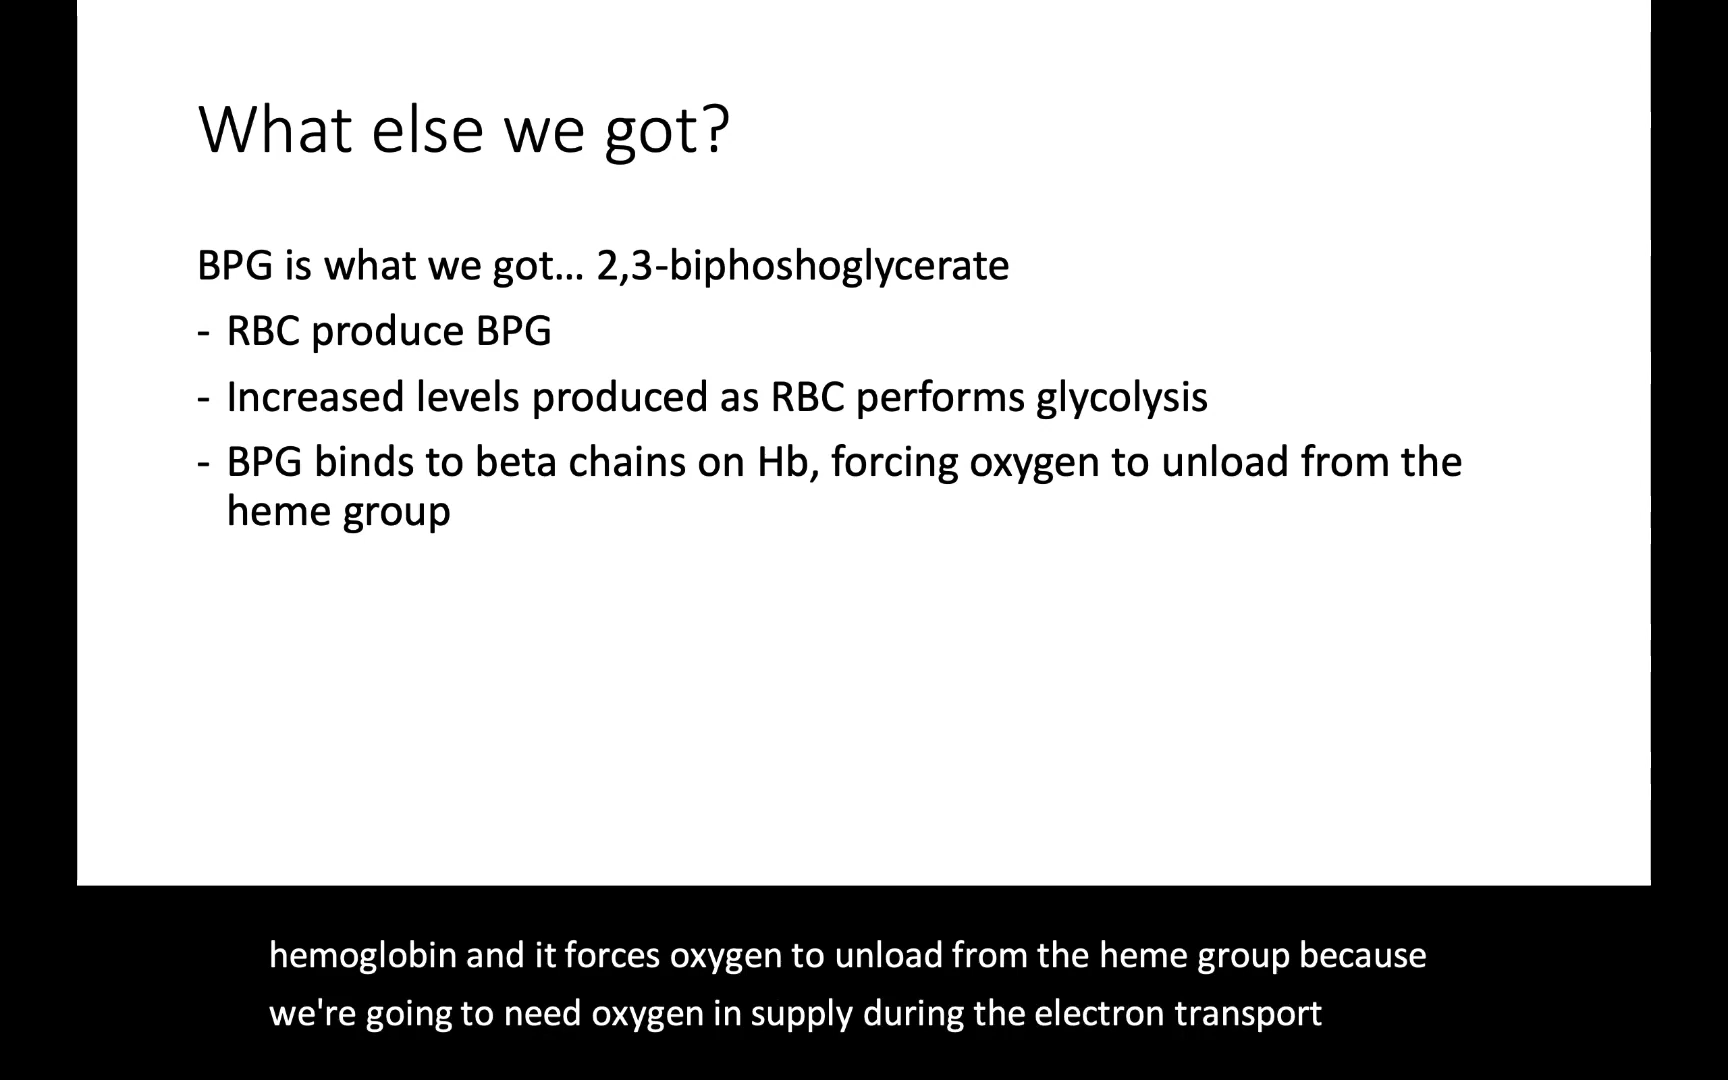 What else we got?
BPG is what we got... 2,3-biphoshoglycerate
- RBC produce BPG
- Increased levels produced as RBC performs glycolysis
- BPG binds to beta chains on Hb, forcing oxygen to unload from the
heme group
hemoglobin and it forces oxygen to unload from the heme group because
we're going to need oxygen in supply during the electron transport